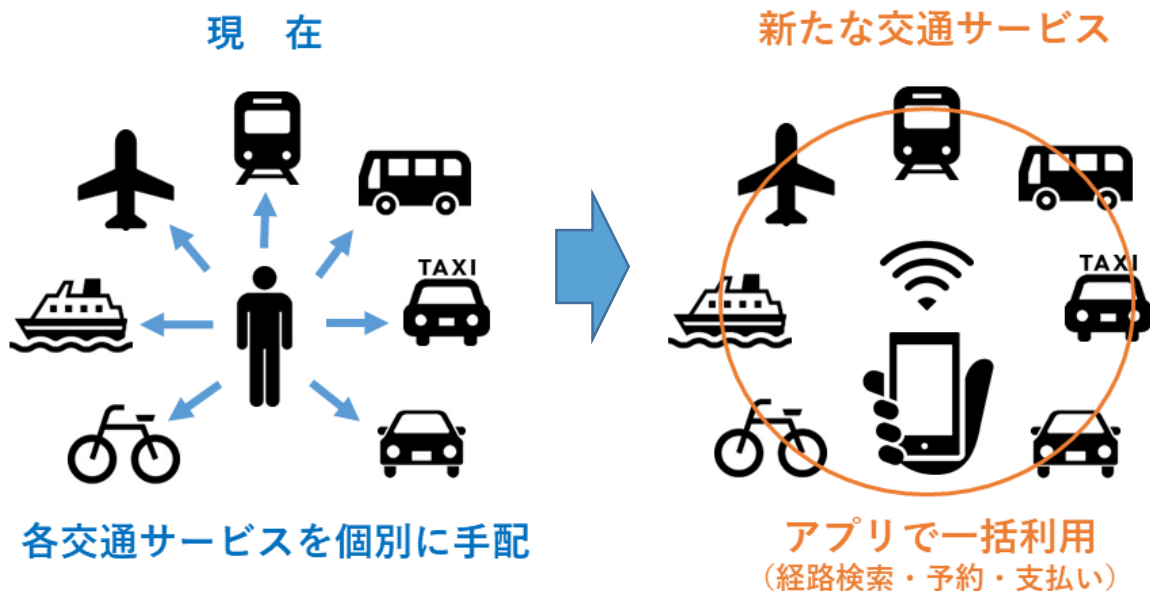 現　在
新たな交通サービス
TAXI
TAXI
各交通サービスを個別に手配
アプリで一括利用
（経路検索・予約・支払い）